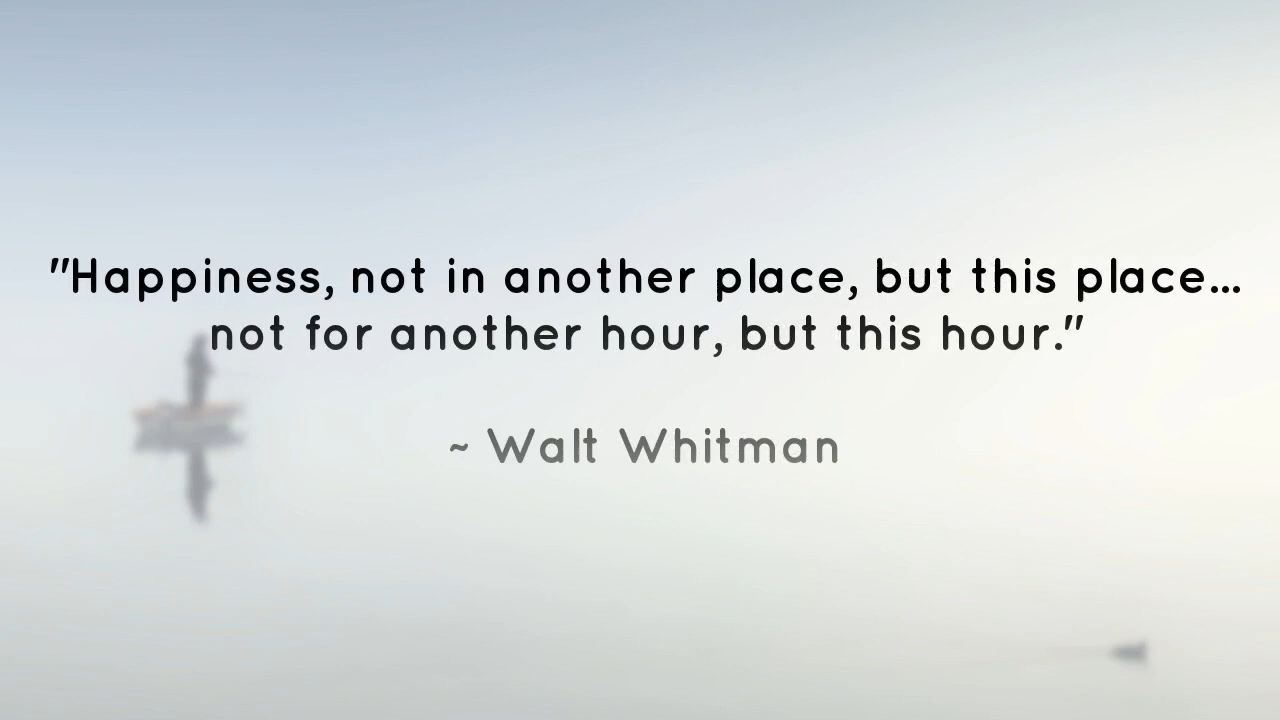 "Happiness, not in another place, but this place...
not for another hour, but this hour."
~ Walt Whitman